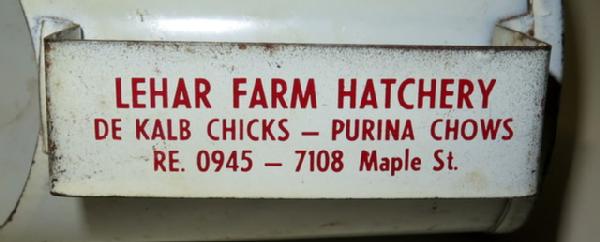 LEHAR FARM HATCHERY
DE KALB CHICKS – PURINA CHOWS
RE. 0945 – 7108 Maple St.